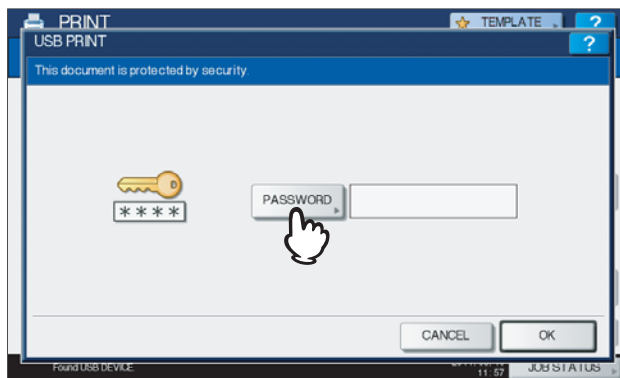 PRINT
TEMPLATE
?
USB PRINT
?
This document is protected by security.
PASSWORD
****
CANCEL
OK
Found USB DEVICE.
11:57
JOB STATUS